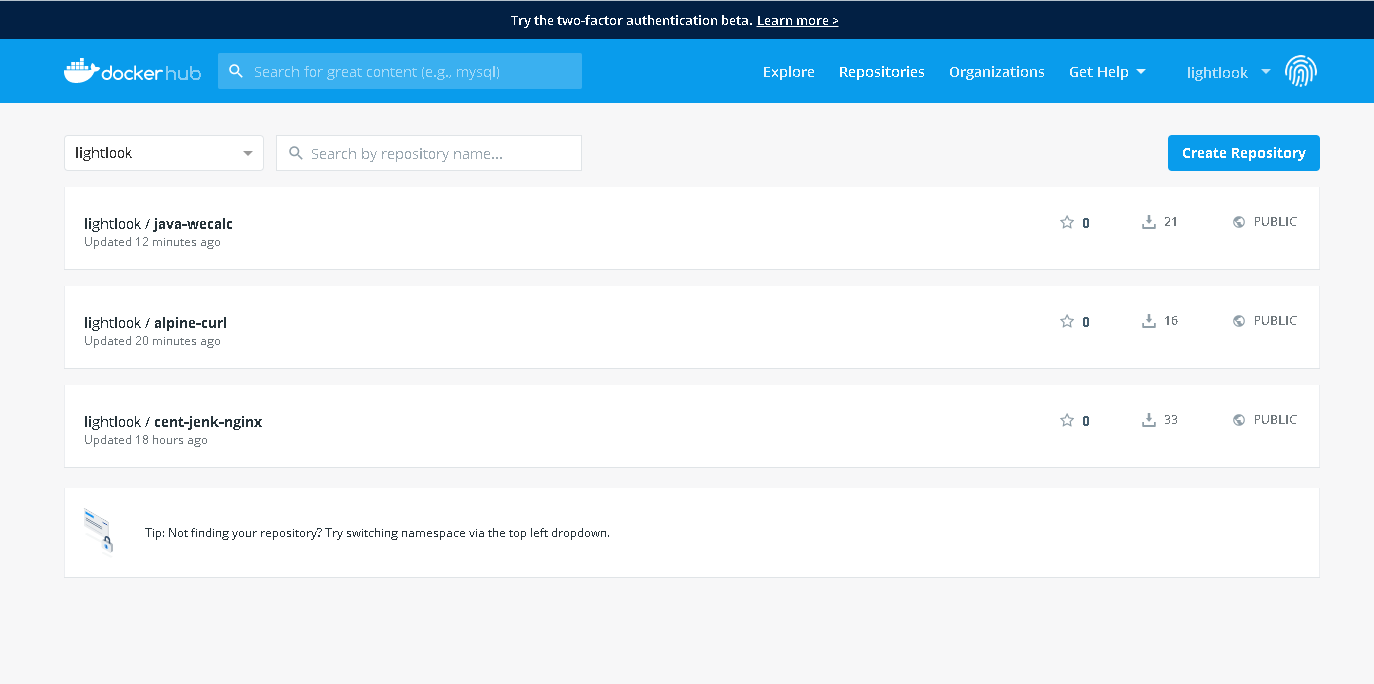 Try the two-factor authentication beta. Learn more >
dockerhub Search for great content (e.g., mysql) Explore Repositories Organizations Get Help lightlook
lightlook Search by repository name... Create Repository
lightlook / java-wecalc 0 21 PUBLIC
Updated 12 minutes ago
lightlook / alpine-curl 0 16 PUBLIC
Updated 20 minutes ago
lightlook / cent-jenk-nginx 0 33 PUBLIC
Updated 18 hours ago
Tip: Not finding your repository? Try switching namespace via the top left dropdown.